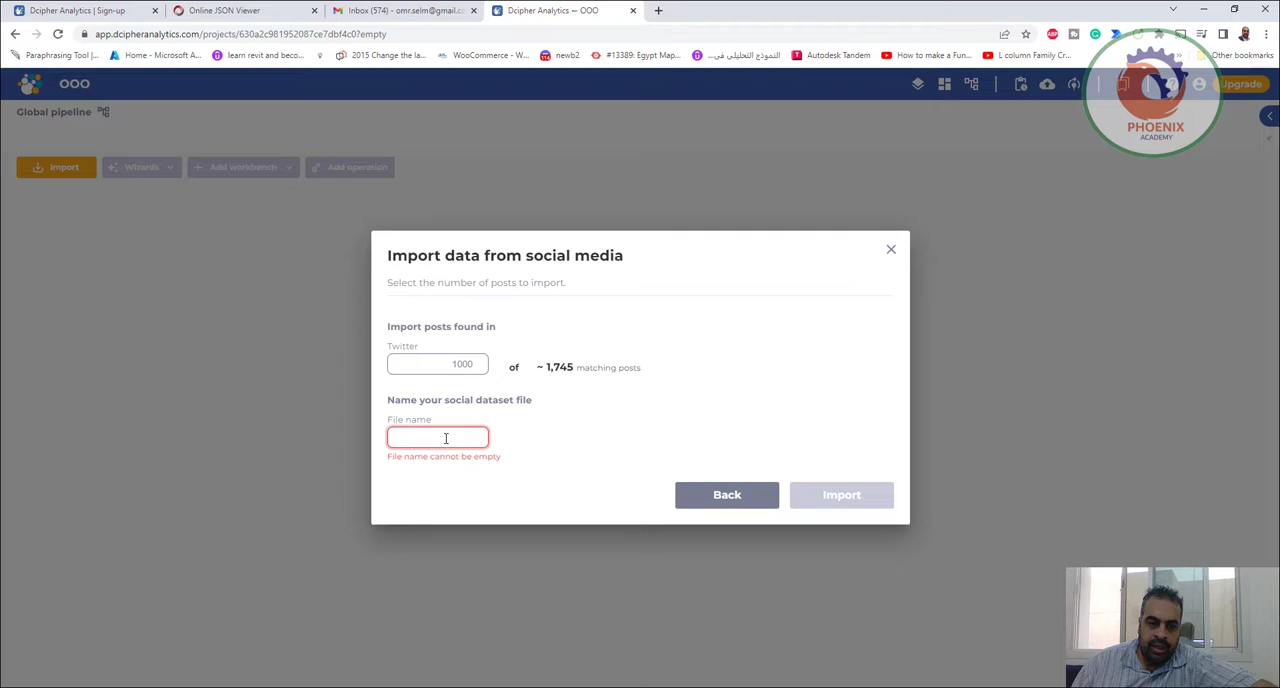 Dcipher Analytics | Sign-up
Online JSON Viewer
Inbox (574) - omr.selm@gmail.c
Dcipher Analytics ←· OOO
app.dcipheranalytics.com/projects/630a2c981952087ce7dbf4c0?empty
Paraphrasing Tool |
Home - Microsoft A...
learn revit and beco...
2015 Change the la...
WooCommerce - W...
newb2
#13389: Egypt Map...
النموذج التحليلي في...
Autodesk Tandem
How to make a Fun...
L column Family Cr...
Other bookmarks
OOO
Upgrade
Global pipeline
PHOENIX
ACADEMY
Import
Wizards
Add workbench
Add operation
Import data from social media
Select the number of posts to import.
Import posts found in
Twitter
1000 of ~ 1,745 matching posts
Name your social dataset file
File name
File name cannot be empty
Back
Import